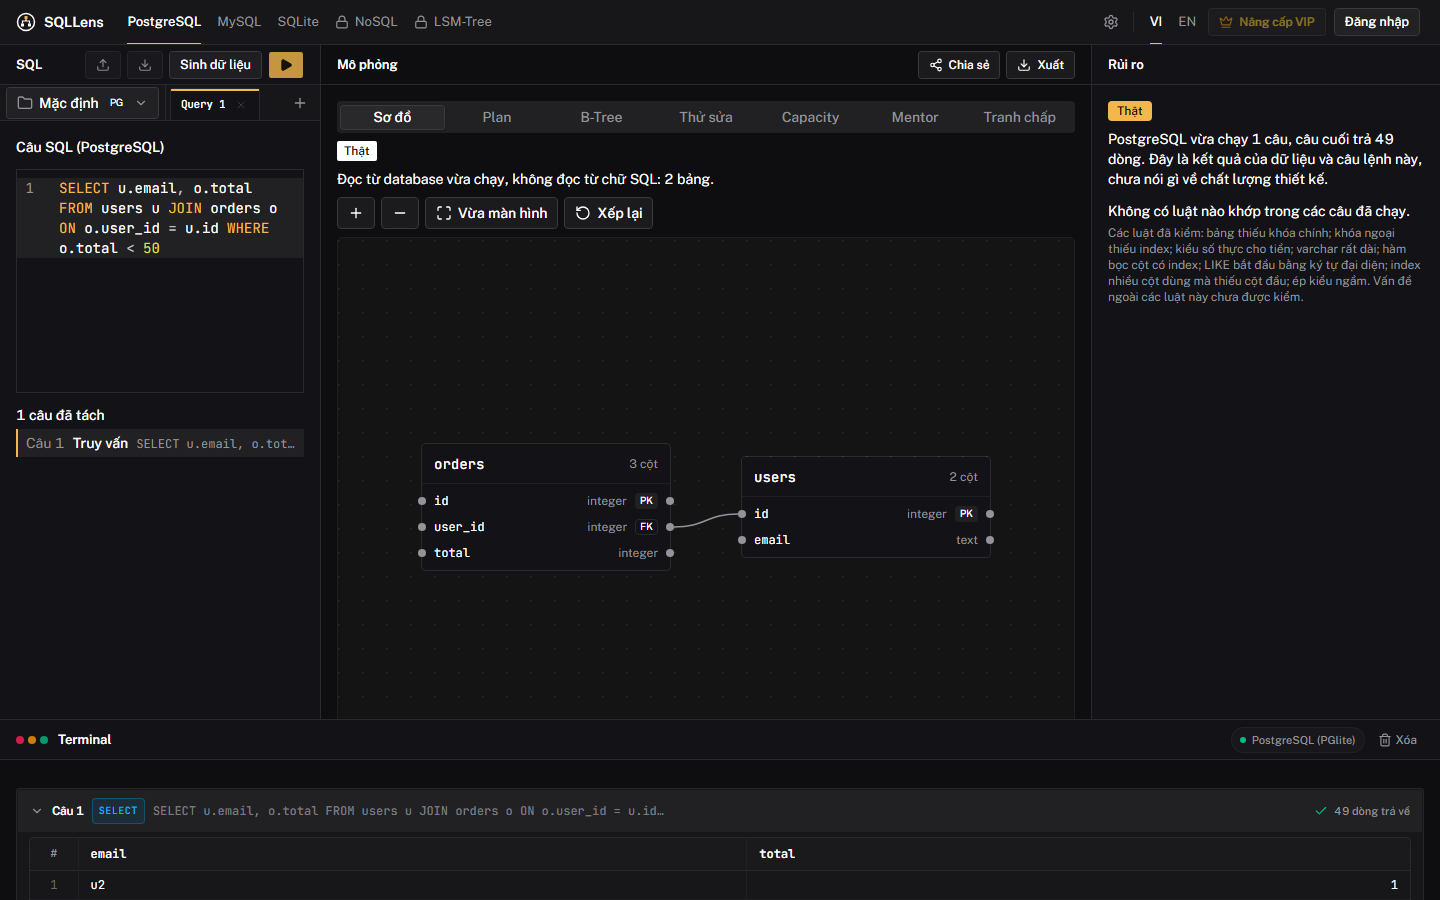 SQLLens PostgreSQL MySQL SQLite NoSQL LSM-Tree VI EN Nâng cấp VIP Đăng nhập
SQL Sinh dữ liệu
Mặc định PG Query 1
Câu SQL (PostgreSQL)
1 SELECT u.email, o.total
FROM users u JOIN orders o
ON o.user_id = u.id WHERE
o.total < 50
1 câu đã tách
Câu 1 Truy vấn SELECT u.email, o.tot…
Mô phỏng Chia sẻ Xuất
Sơ đồ Plan B-Tree Thử sửa Capacity Mentor Tranh chấp
Thật
Đọc từ database vừa chạy, không đọc từ chữ SQL: 2 bảng.
Vừa màn hình Xếp lại
orders 3 cột
id integer PK
user_id integer FK
total integer
users 2 cột
id integer PK
email text
Rủi ro
Thật
PostgreSQL vừa chạy 1 câu, câu cuối trả 49
dòng. Đây là kết quả của dữ liệu và câu lệnh này,
chưa nói gì về chất lượng thiết kế.
Không có luật nào khớp trong các câu đã chạy.
Các luật đã kiểm: bảng thiếu khóa chính; khóa ngoại
thiếu index; kiểu số thực cho tiền; varchar rất dài; hàm
bọc cột có index; LIKE bắt đầu bằng ký tự đại diện; index
nhiều cột dùng mà thiếu cột đầu; ép kiểu ngầm. Vấn đề
ngoài các luật này chưa được kiểm.
Terminal PostgreSQL (PGlite) Xóa
Câu 1 SELECT SELECT u.email, o.total FROM users u JOIN orders o ON o.user_id = u.id… 49 dòng trả về
# email total
1 u2 1